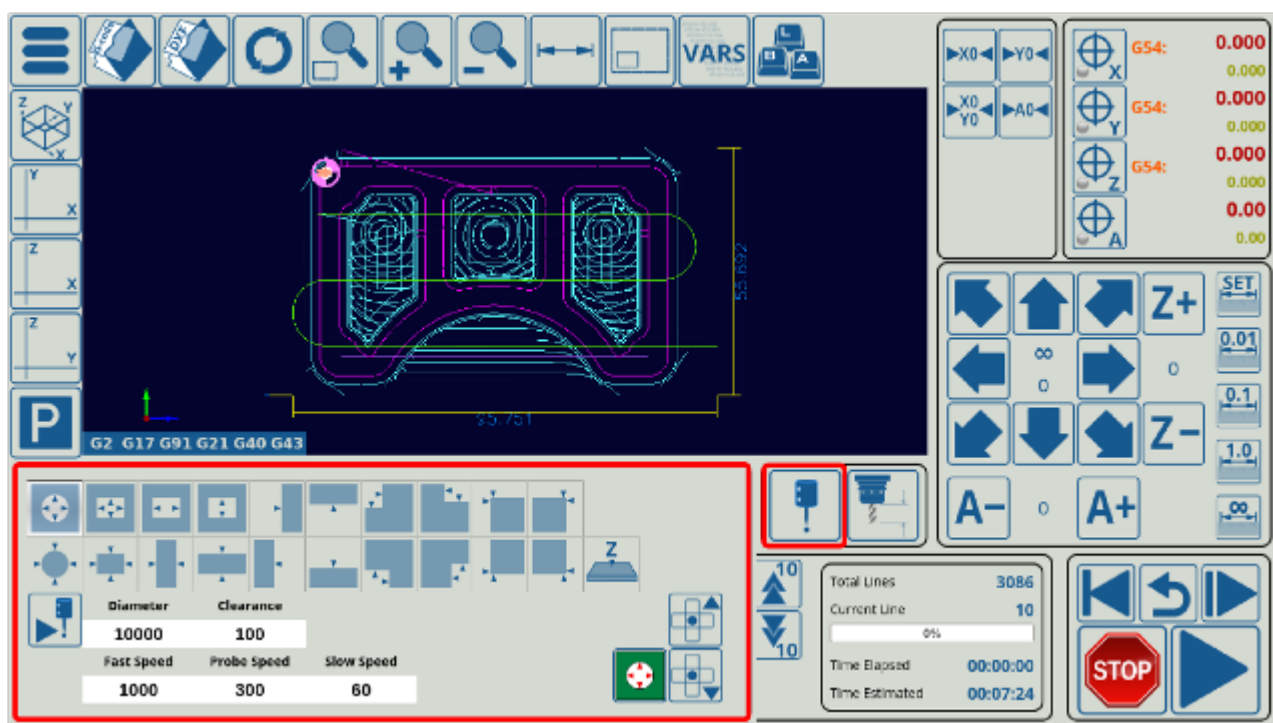 G-code
DXF
VARS
E L A
►X0◄ ►Y0◄
►X0 Y0◄ ►A0◄
X G54: 0.000
0.000
Y G54: 0.000
0.000
Z G54: 0.000
0.000
A 0.00
0.00
Z Y X
Y X
Z X
Z Y
P
55.692
95.751
G2 G17 G91 G21 G40 G43
Z+
SET
∞
0
0
0.01
0.1
Z−
1.0
A− 0 A+
∞
Z
Diameter Clearance
10000 100
Fast Speed Probe Speed Slow Speed
1000 300 60
10
10
Total Lines 3086
Current Line 10
0%
Time Elapsed 00:00:00
Time Estimated 00:07:24
STOP